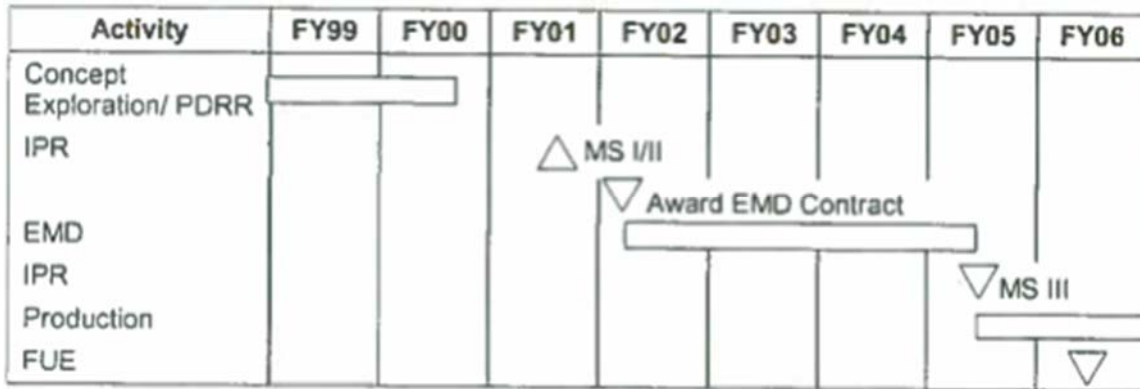 Activity FY99 FY00 FY01 FY02 FY03 FY04 FY05 FY06
Concept
Exploration/ PDRR
IPR MS I/II
Award EMD Contract
EMD
IPR MS III
Production
FUE